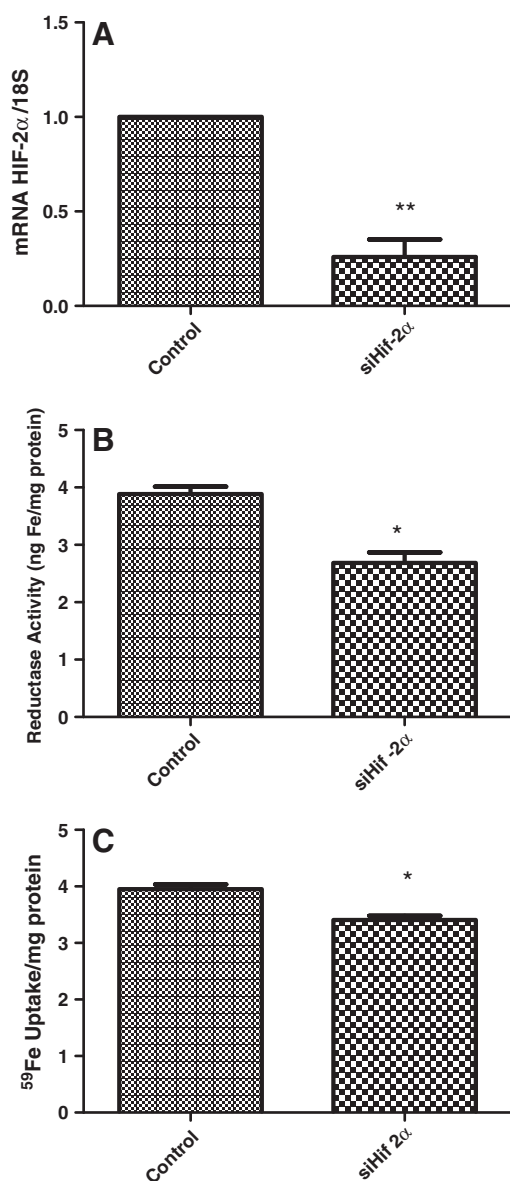 A
mRNA HIF-2α/18S
1.5
1.0
0.5
0.0
**
Control
siHif-2α
B
Reductase Activity (ng Fe/mg protein)
5
4
3
2
1
0
*
Control
siHif -2α
C
⁵⁹Fe Uptake/mg protein
5
4
3
2
1
0
*
Control
siHif 2α